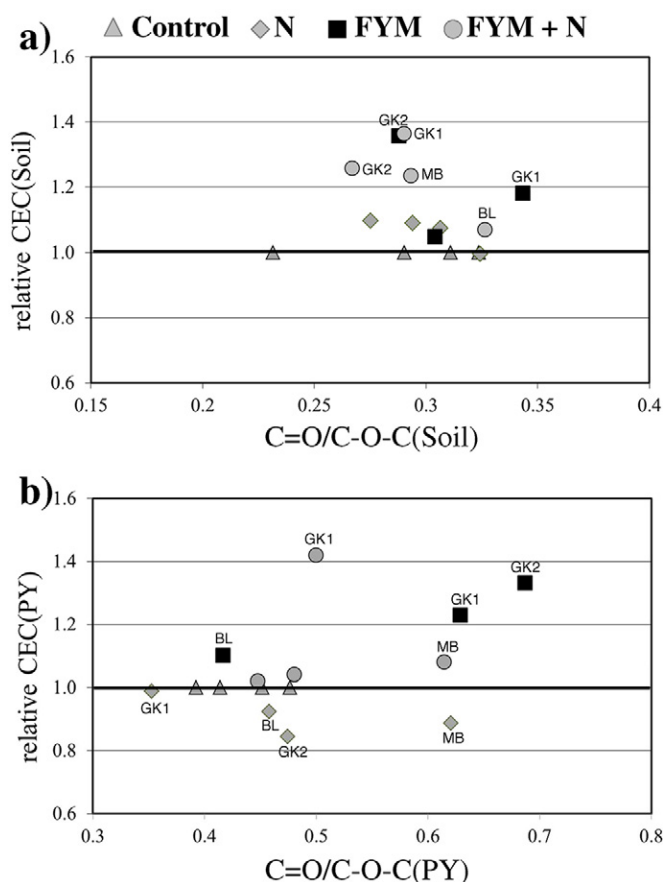 a) Control N FYM FYM + N
1.6
1.4
1.2
1.0
0.8
0.6
relative CEC(Soil)
GK2
GK1
GK2
MB
GK1
BL
0.15 0.2 0.25 0.3 0.35 0.4
C=O/C-O-C(Soil)
b)
1.6
1.4
1.2
1.0
0.8
0.6
relative CEC(PY)
GK1
GK2
GK1
BL
MB
GK1
BL
GK2
MB
0.3 0.4 0.5 0.6 0.7 0.8
C=O/C-O-C(PY)